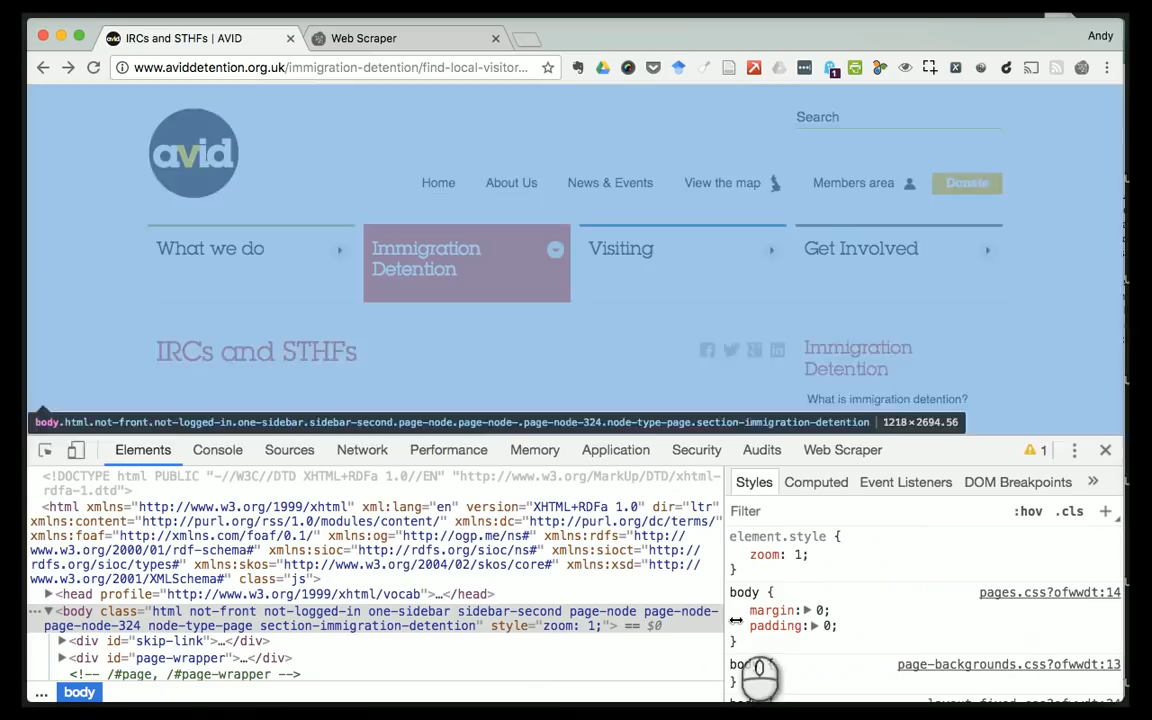 IRCs and STHFs | AVID
Web Scraper
Andy
www.aviddetention.org.uk/immigration-detention/find-local-visitor...
1
avid
Search
Home
About Us
News & Events
View the map
Members area
Donate
What we do
Immigration
Detention
Visiting
Get Involved
IRCs and STHFs
Immigration
Detention
What is immigration detention?
body.html.not-front.not-logged-in.one-sidebar.sidebar-second.page-node.page-node-.page-node-324.node-type-page.section-immigration-detention | 1218×2694.56
Elements
Console
Sources
Network
Performance
Memory
Application
Security
Audits
Web Scraper
1
<!DOCTYPE html PUBLIC "-//W3C//DTD XHTML+RDFa 1.0//EN" "http://www.w3.org/MarkUp/DTD/xhtml-
rdfa-1.dtd">
<html xmlns="http://www.w3.org/1999/xhtml" xml:lang="en" version="XHTML+RDFa 1.0" dir="ltr"
xmlns:content="http://purl.org/rss/1.0/modules/content/" xmlns:dc="http://purl.org/dc/terms/"
xmlns:foaf="http://xmlns.com/foaf/0.1/" xmlns:og="http://ogp.me/ns#" xmlns:rdfs="http://
www.w3.org/2000/01/rdf-schema#" xmlns:sioc="http://rdfs.org/sioc/ns#" xmlns:sioct="http://
rdfs.org/sioc/types#" xmlns:skos="http://www.w3.org/2004/02/skos/core#" xmlns:xsd="http://
www.w3.org/2001/XMLSchema#" class="js">
<head profile="http://www.w3.org/1999/xhtml/vocab">…</head>
<body class="html not-front not-logged-in one-sidebar sidebar-second page-node page-node-
page-node-324 node-type-page section-immigration-detention" style="zoom: 1;"> == $0
<div id="skip-link">…</div>
<div id="page-wrapper">…</div>
<!-- /#page, /#page-wrapper -->
... body
Styles
Computed
Event Listeners
DOM Breakpoints
»
Filter
:hov .cls +
element.style {
zoom: 1;
}
body {
pages.css?ofwwdt:14
margin: 0;
padding: 0;
}
page-backgrounds.css?ofwwdt:13
}